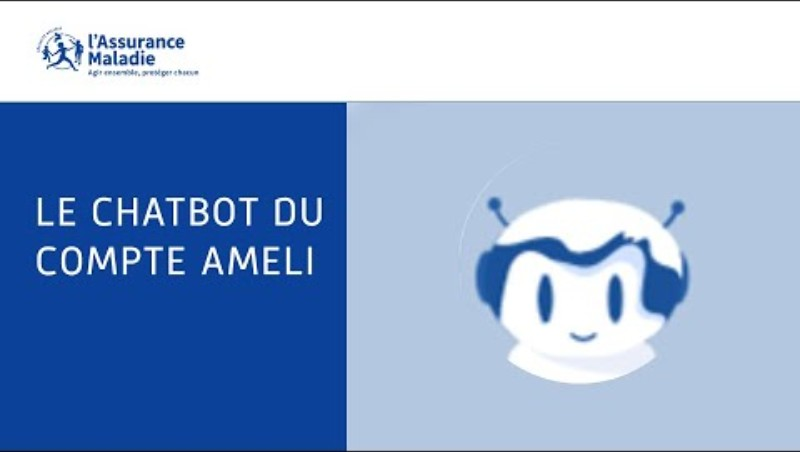 l'Assurance
Maladie
Agir ensemble, protéger chacun
LE CHATBOT DU
COMPTE AMELI